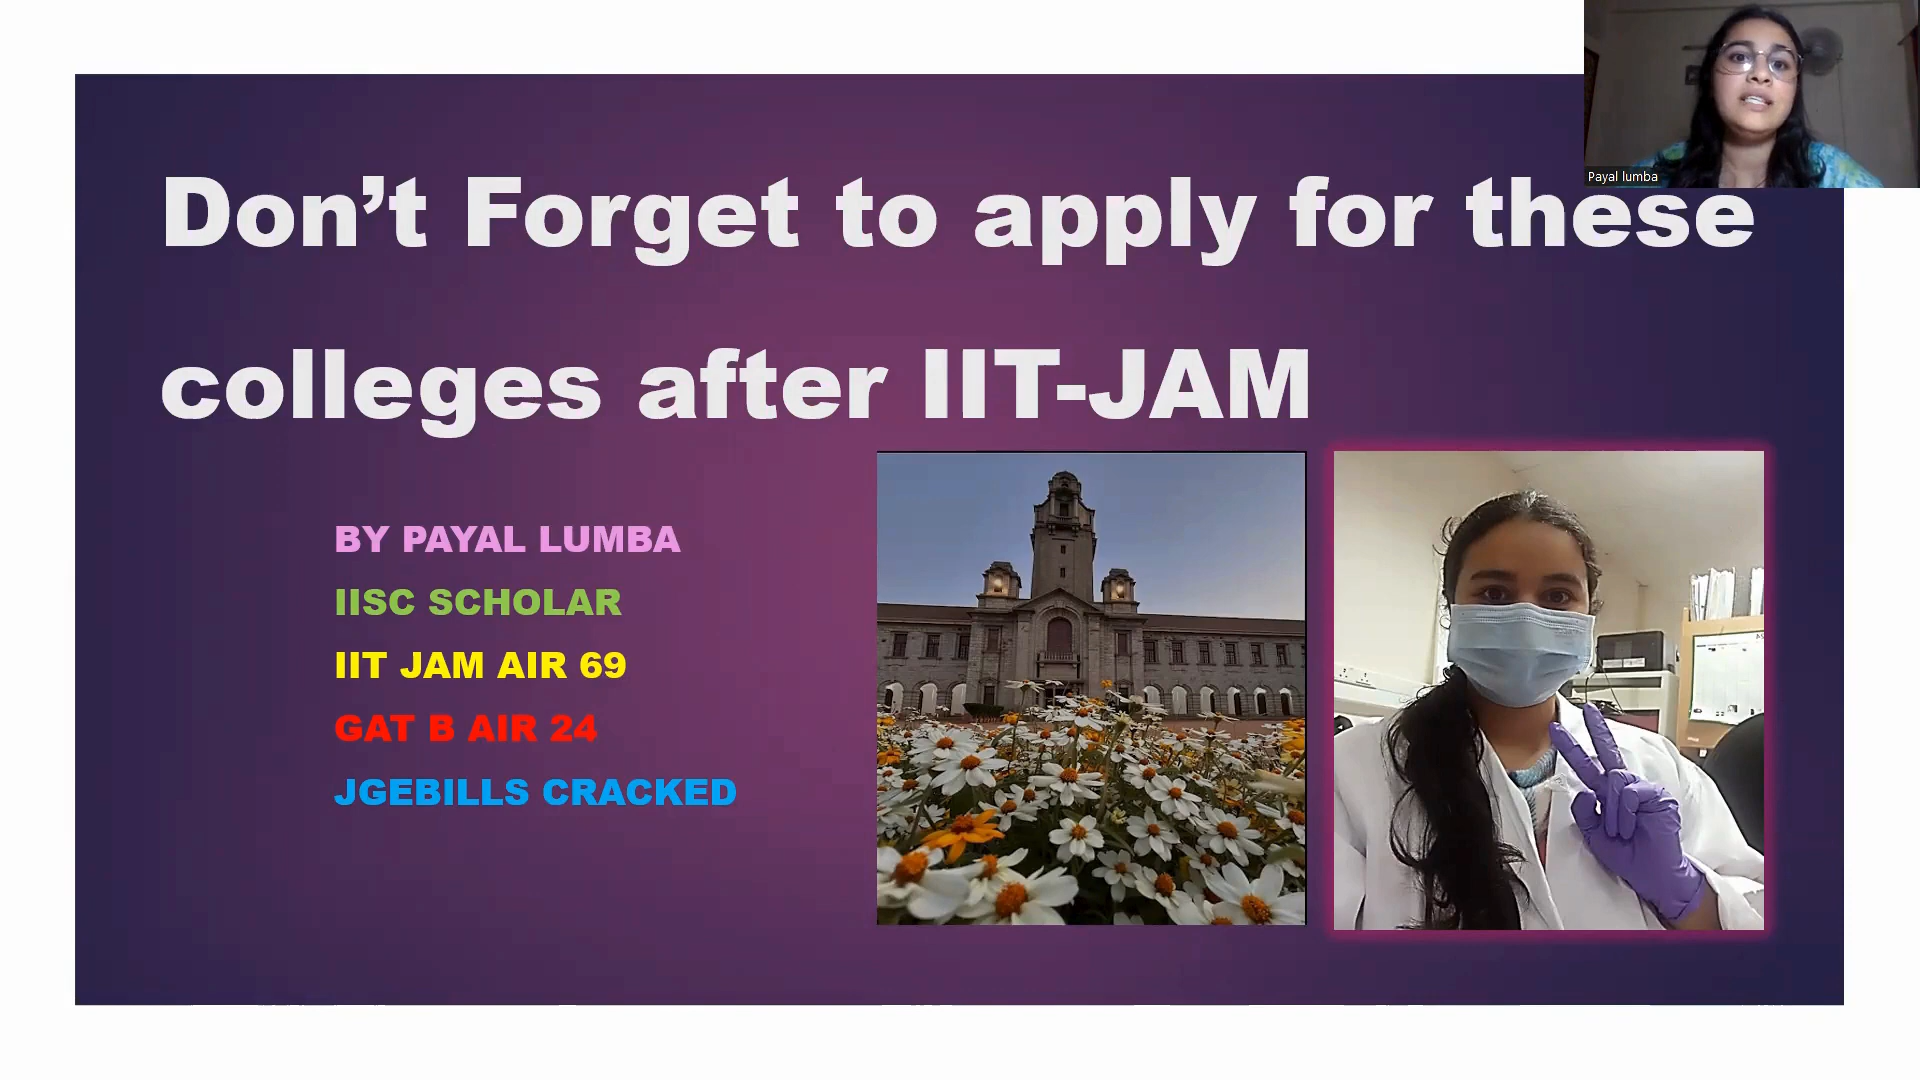 Payal lumba
Don’t Forget to apply for these
colleges after IIT-JAM
BY PAYAL LUMBA
IISC SCHOLAR
IIT JAM AIR 69
GAT B AIR 24
JGEBILLS CRACKED